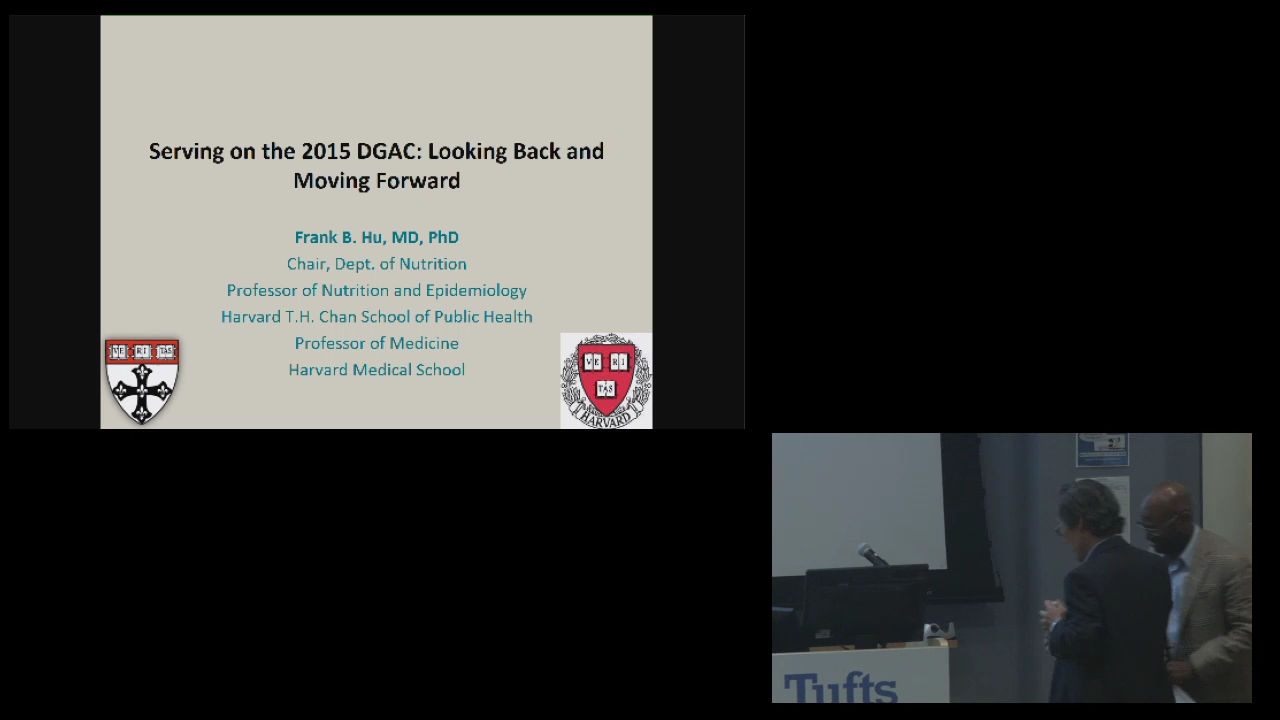 Serving on the 2015 DGAC: Looking Back and
Moving Forward
Frank B. Hu, MD, PhD
Chair, Dept. of Nutrition
Professor of Nutrition and Epidemiology
Harvard T.H. Chan School of Public Health
Professor of Medicine
Harvard Medical School
VE RI TAS
VE RI
TAS
HARVARD
Tufts